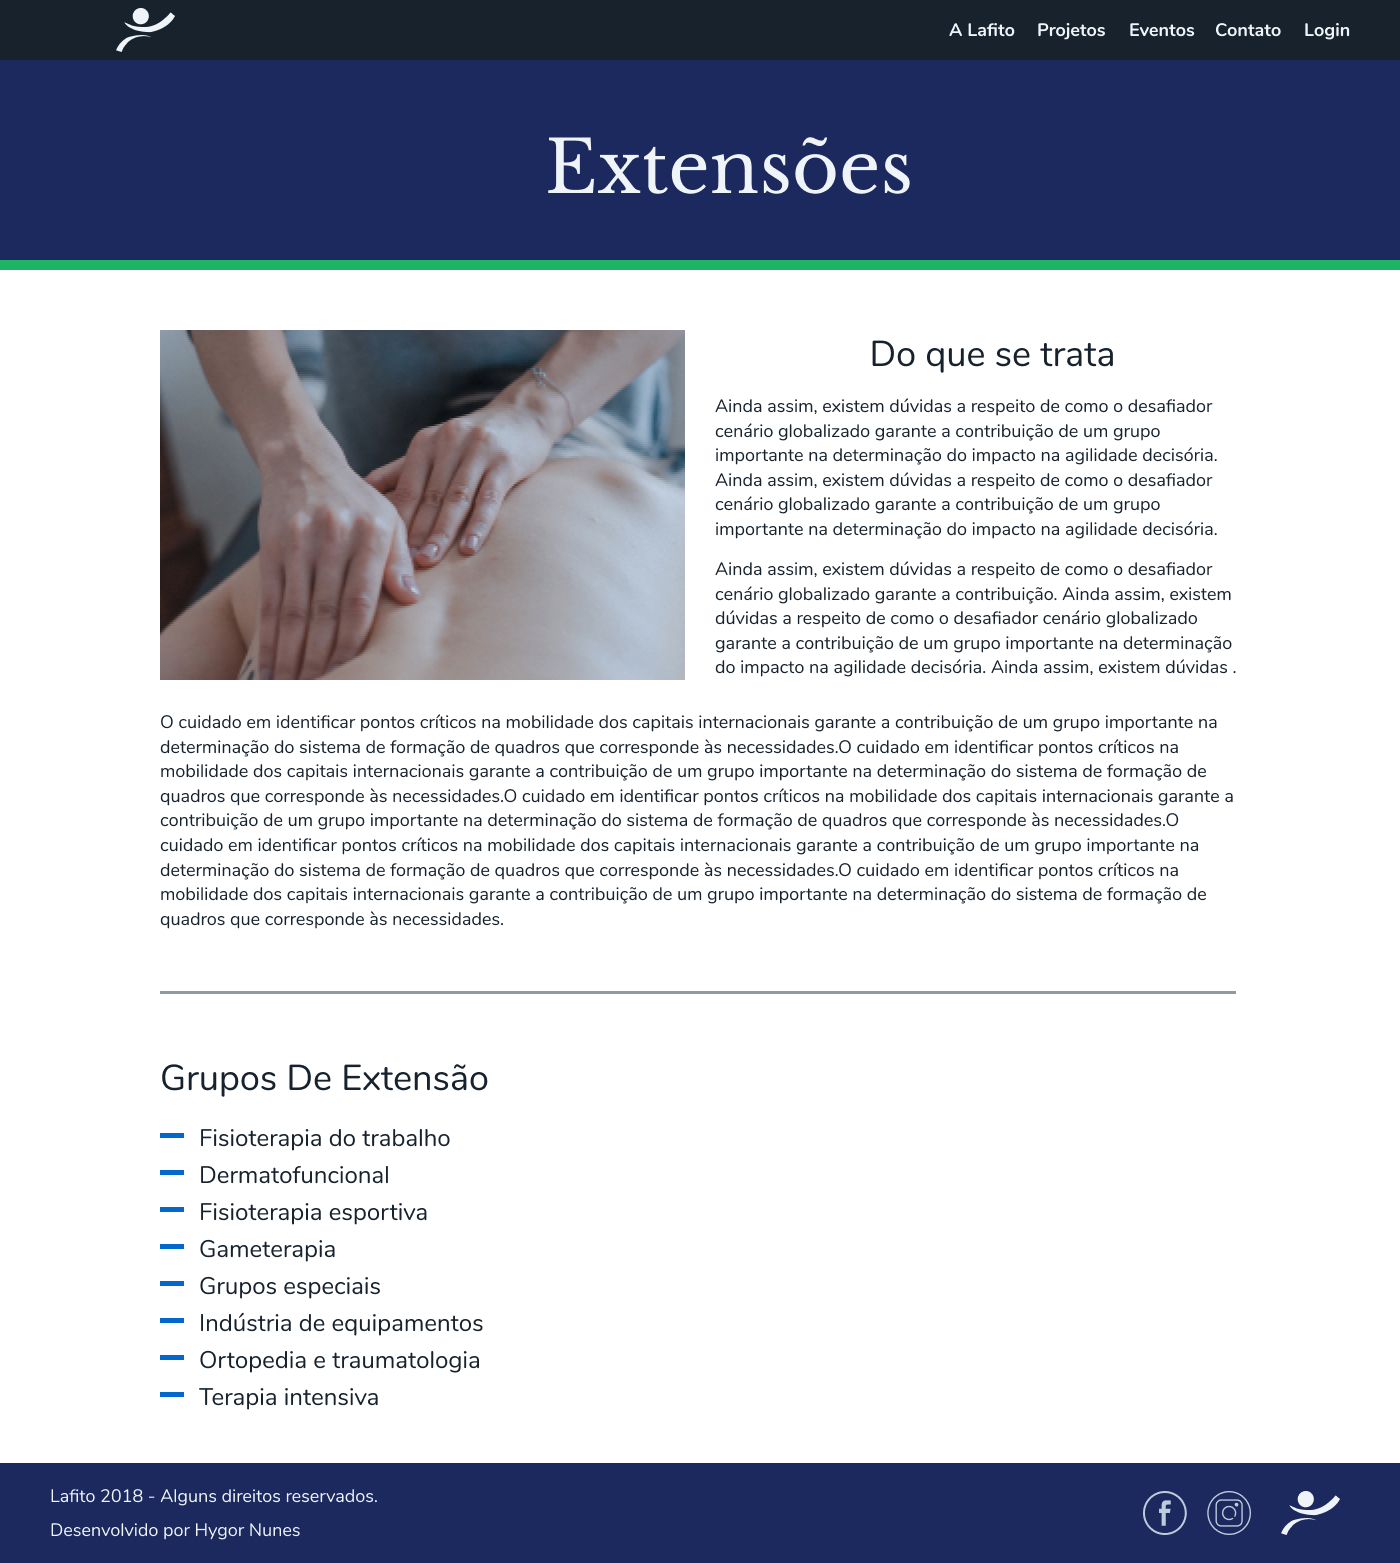 A Lafito Projetos Eventos Contato Login
Extensões
Do que se trata
Ainda assim, existem dúvidas a respeito de como o desafiador
cenário globalizado garante a contribuição de um grupo
importante na determinação do impacto na agilidade decisória.
Ainda assim, existem dúvidas a respeito de como o desafiador
cenário globalizado garante a contribuição de um grupo
importante na determinação do impacto na agilidade decisória.
Ainda assim, existem dúvidas a respeito de como o desafiador
cenário globalizado garante a contribuição. Ainda assim, existem
dúvidas a respeito de como o desafiador cenário globalizado
garante a contribuição de um grupo importante na determinação
do impacto na agilidade decisória. Ainda assim, existem dúvidas .
O cuidado em identificar pontos críticos na mobilidade dos capitais internacionais garante a contribuição de um grupo importante na
determinação do sistema de formação de quadros que corresponde às necessidades.O cuidado em identificar pontos críticos na
mobilidade dos capitais internacionais garante a contribuição de um grupo importante na determinação do sistema de formação de
quadros que corresponde às necessidades.O cuidado em identificar pontos críticos na mobilidade dos capitais internacionais garante a
contribuição de um grupo importante na determinação do sistema de formação de quadros que corresponde às necessidades.O
cuidado em identificar pontos críticos na mobilidade dos capitais internacionais garante a contribuição de um grupo importante na
determinação do sistema de formação de quadros que corresponde às necessidades.O cuidado em identificar pontos críticos na
mobilidade dos capitais internacionais garante a contribuição de um grupo importante na determinação do sistema de formação de
quadros que corresponde às necessidades.
Grupos De Extensão
Fisioterapia do trabalho
Dermatofuncional
Fisioterapia esportiva
Gameterapia
Grupos especiais
Indústria de equipamentos
Ortopedia e traumatologia
Terapia intensiva
Lafito 2018 - Alguns direitos reservados.
Desenvolvido por Hygor Nunes